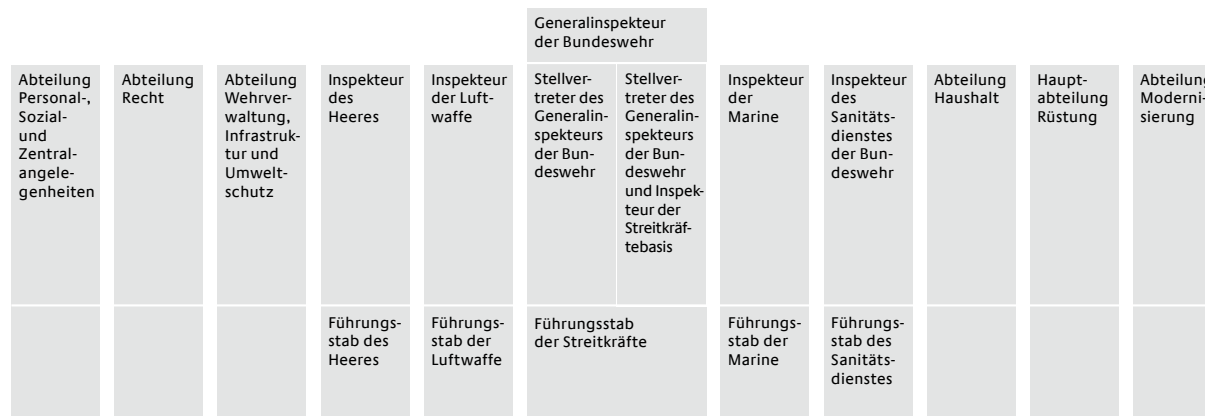 Generalinspekteur
der Bundeswehr
Abteilung
Personal-,
Sozial-
und
Zentral-
angele-
genheiten
Abteilung
Recht
Abteilung
Wehrver-
waltung,
Infrastruk-
tur und
Umwelt-
schutz
Inspekteur
des
Heeres
Inspekteur
der Luft-
waffe
Stellver-
treter des
Generalin-
spekteurs
der Bun-
deswehr
Stellver-
treter des
Generalin-
spekteurs
der Bun-
deswehr
und Inspek-
teur der
Streitkräf-
tebasis
Inspekteur
der
Marine
Inspekteur
des
Sanitäts-
dienstes
der Bun-
deswehr
Abteilung
Haushalt
Haupt-
abteilung
Rüstung
Abteilung
Moderni-
sierung
Führungs-
stab des
Heeres
Führungs-
stab der
Luftwaffe
Führungsstab
der Streitkräfte
Führungs-
stab der
Marine
Führungs-
stab des
Sanitäts-
dienstes